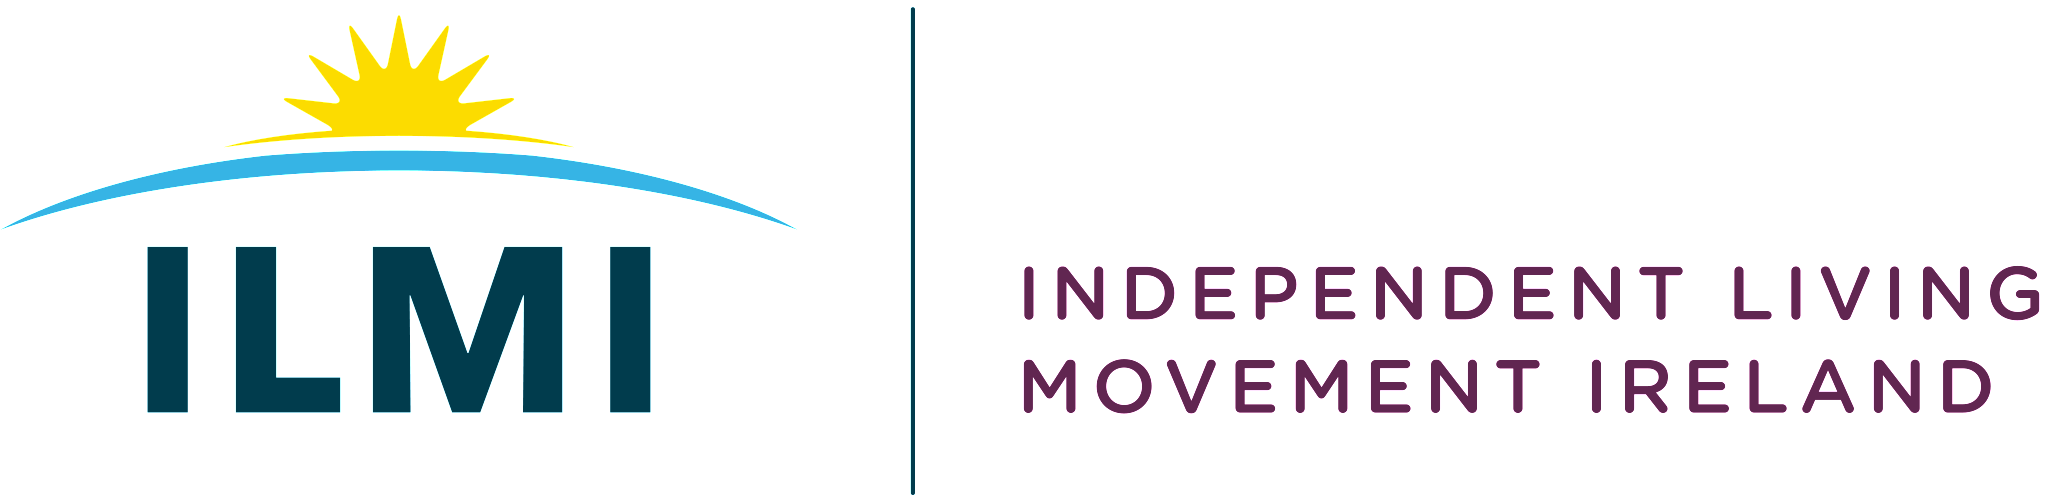 ILMI
INDEPENDENT LIVING
MOVEMENT IRELAND